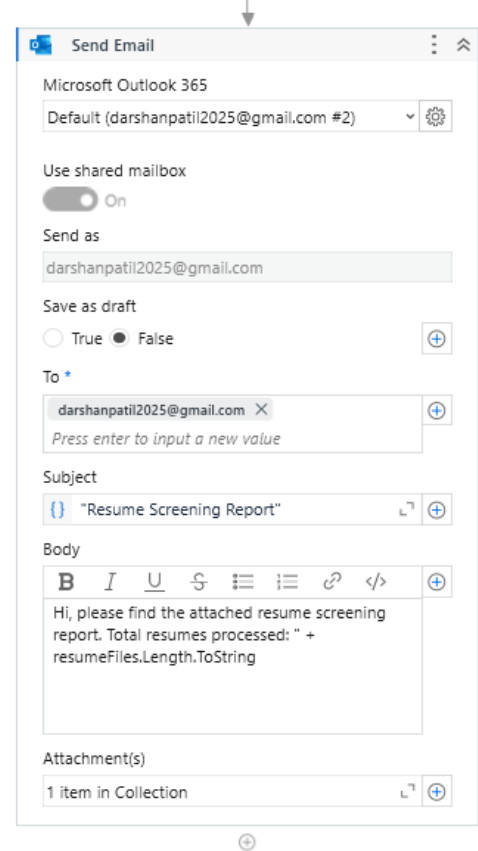 Send Email
Microsoft Outlook 365
Default (darshanpatil2025@gmail.com #2)
Use shared mailbox
On
Send as
darshanpatil2025@gmail.com
Save as draft
True False
To *
darshanpatil2025@gmail.com
Press enter to input a new value
Subject
{} "Resume Screening Report"
Body
B I U S </>
Hi, please find the attached resume screening
report. Total resumes processed: " +
resumeFiles.Length.ToString
Attachment(s)
1 item in Collection